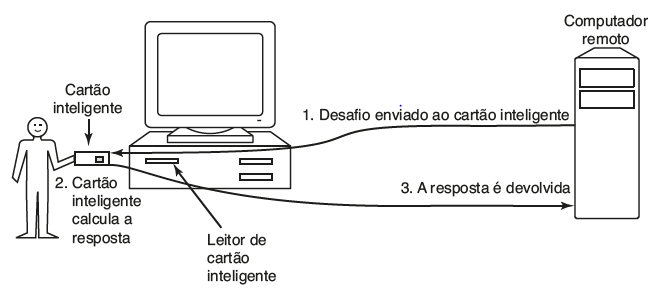 Computador
remoto
Cartão
inteligente
1. Desafio enviado ao cartão inteligente
2. Cartão
inteligente
calcula a
resposta
3. A resposta é devolvida
Leitor de
cartão
inteligente